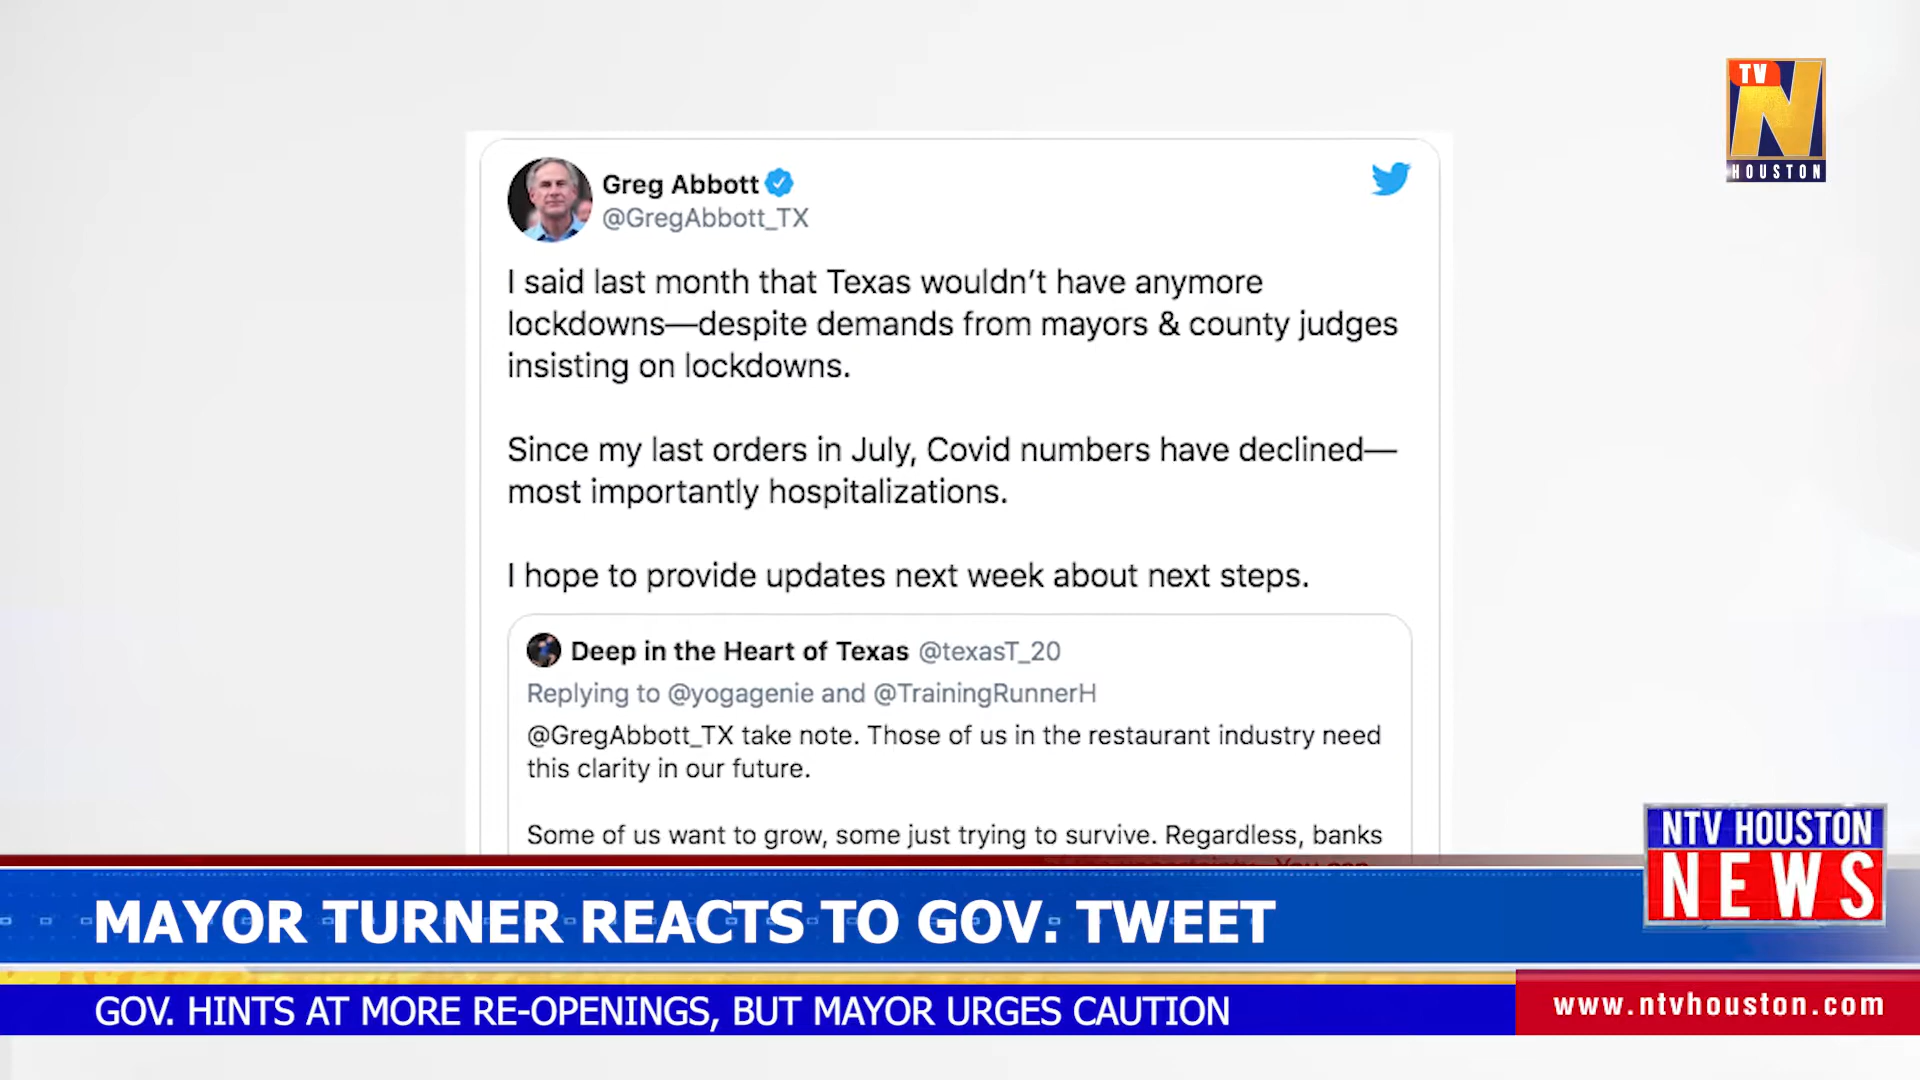 TV
N
HOUSTON
Greg Abbott
@GregAbbott_TX
I said last month that Texas wouldn't have anymore
lockdowns—despite demands from mayors & county judges
insisting on lockdowns.
Since my last orders in July, Covid numbers have declined—
most importantly hospitalizations.
I hope to provide updates next week about next steps.
Deep in the Heart of Texas @texasT_20
Replying to @yogagenie and @TrainingRunnerH
@GregAbbott_TX take note. Those of us in the restaurant industry need
this clarity in our future.
Some of us want to grow, some just trying to survive. Regardless, banks
NTV HOUSTON
NEWS
MAYOR TURNER REACTS TO GOV. TWEET
GOV. HINTS AT MORE RE-OPENINGS, BUT MAYOR URGES CAUTION
www.ntvhouston.com